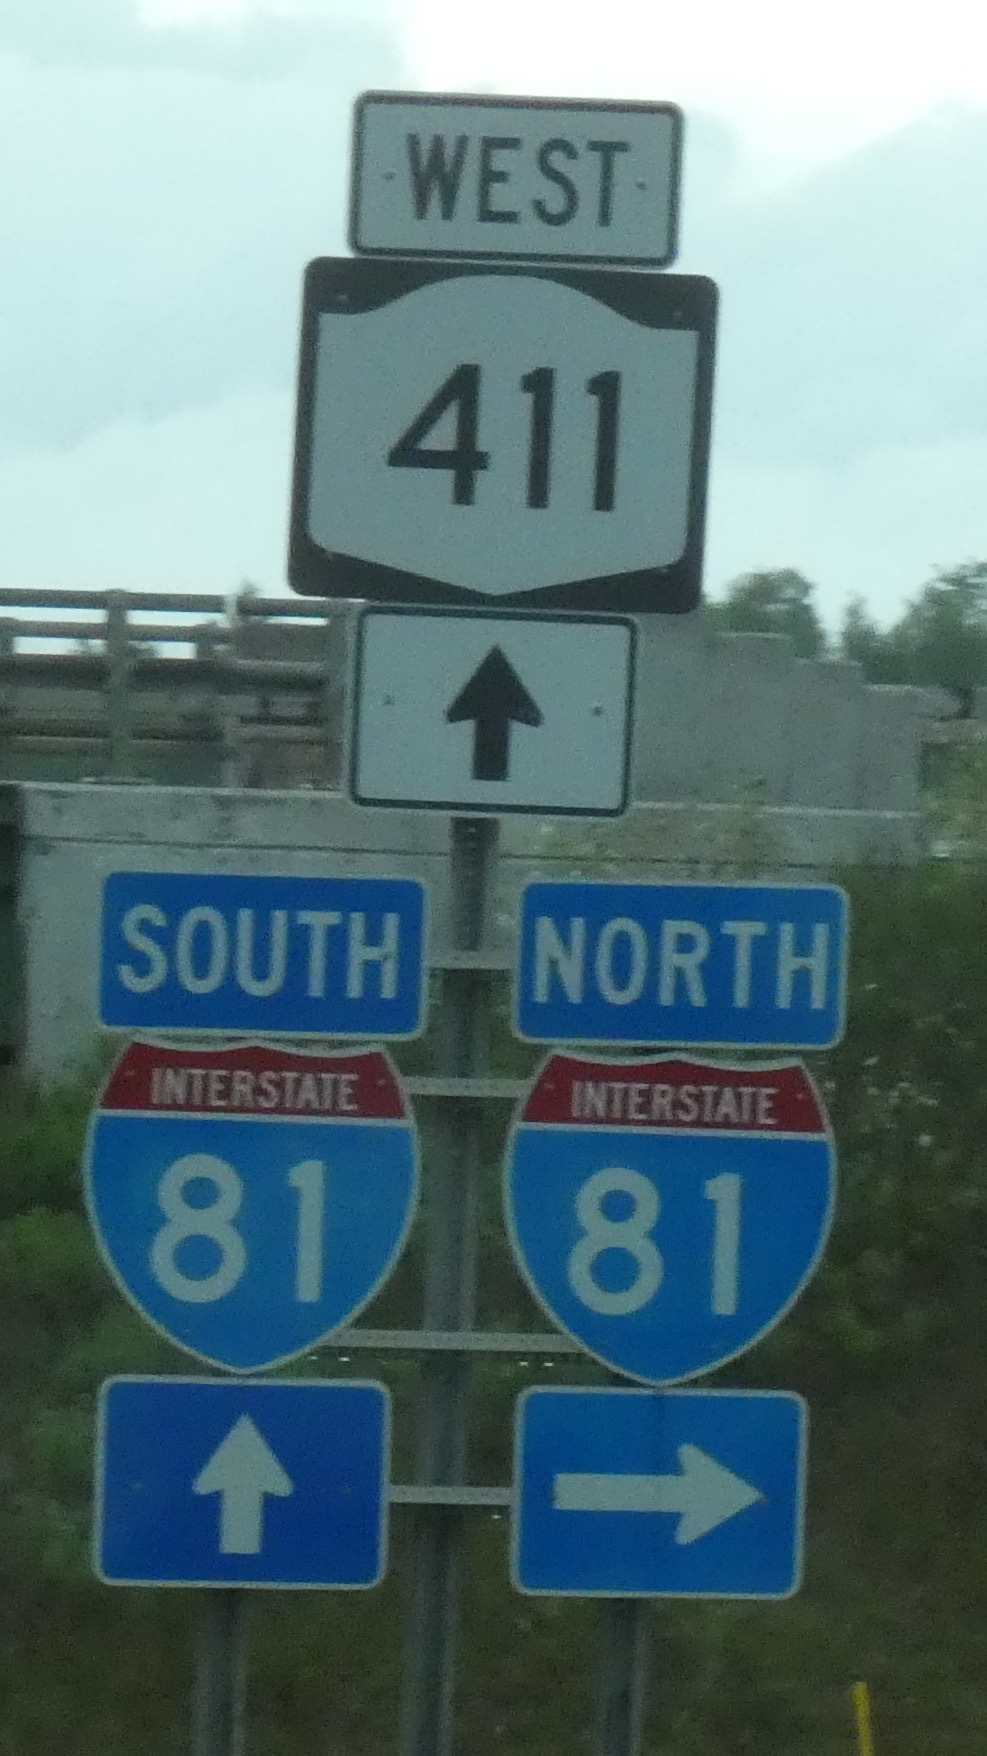 WEST
411
SOUTH NORTH
INTERSTATE INTERSTATE
81 81